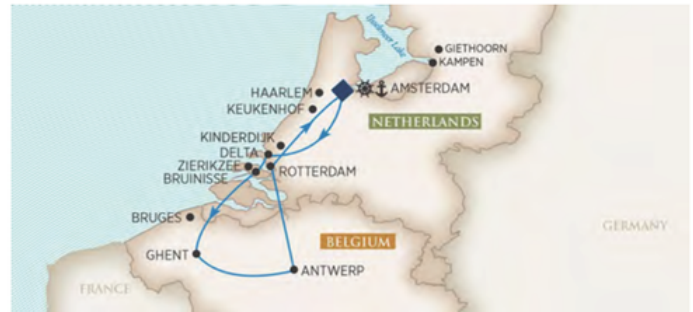 IJsselmeer Lake
GIETHOORN
KAMPEN
HAARLEM
AMSTERDAM
KEUKENHOF
NETHERLANDS
KINDERDIJK
DELTA
ZIERIKZEE
ROTTERDAM
BRUINISSE
BRUGES
GERMANY
BELGIUM
GHENT
ANTWERP
FRANCE